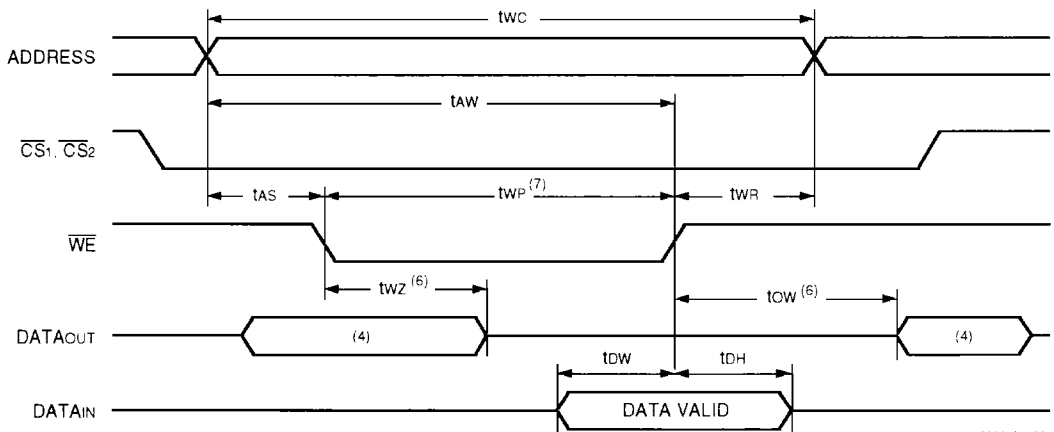 tWC
ADDRESS
tAW
CS1, CS2
tAS
tWP (7)
tWR
WE
tWZ (6)
tOW (6)
DATAOUT
(4)
(4)
tDW
tDH
DATAIN
DATA VALID